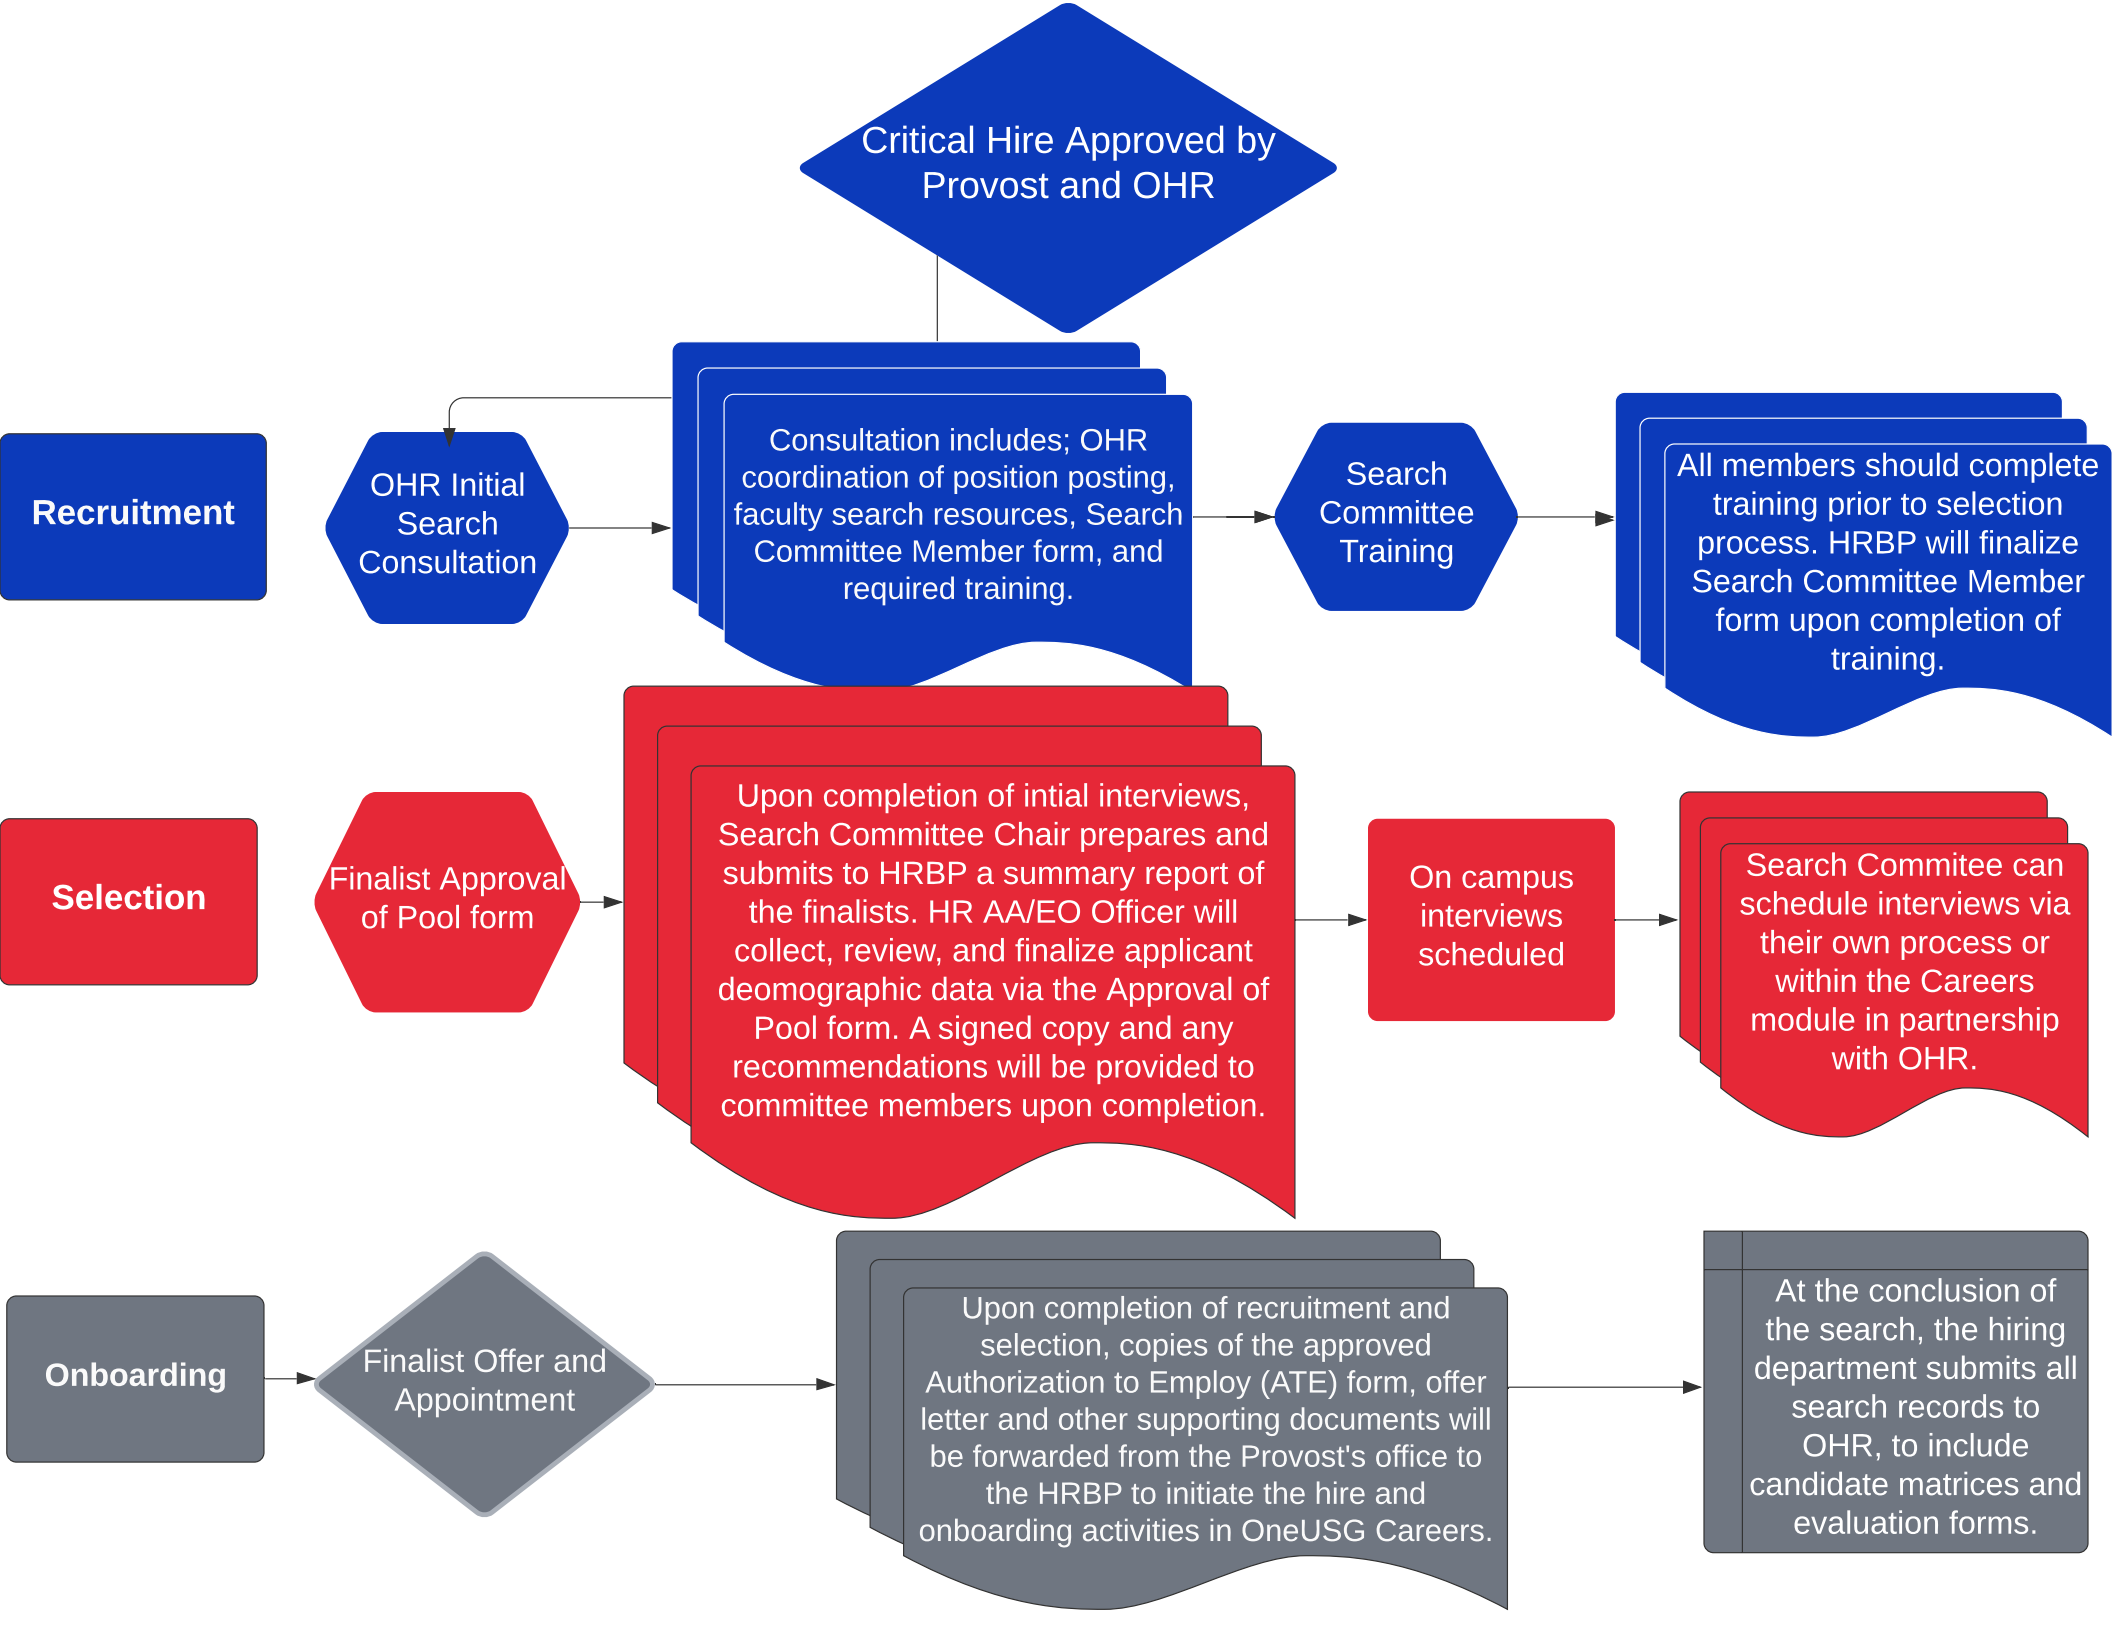 Critical Hire Approved by
Provost and OHR
Recruitment
OHR Initial
Search
Consultation
Consultation includes; OHR
coordination of position posting,
faculty search resources, Search
Committee Member form, and
required training.
Search
Committee
Training
All members should complete
training prior to selection
process. HRBP will finalize
Search Committee Member
form upon completion of
training.
Selection
Finalist Approval
of Pool form
Upon completion of intial interviews,
Search Committee Chair prepares and
submits to HRBP a summary report of
the finalists. HR AA/EO Officer will
collect, review, and finalize applicant
deomographic data via the Approval of
Pool form. A signed copy and any
recommendations will be provided to
committee members upon completion.
On campus
interviews
scheduled
Search Commitee can
schedule interviews via
their own process or
within the Careers
module in partnership
with OHR.
Onboarding
Finalist Offer and
Appointment
Upon completion of recruitment and
selection, copies of the approved
Authorization to Employ (ATE) form, offer
letter and other supporting documents will
be forwarded from the Provost's office to
the HRBP to initiate the hire and
onboarding activities in OneUSG Careers.
At the conclusion of
the search, the hiring
department submits all
search records to
OHR, to include
candidate matrices and
evaluation forms.